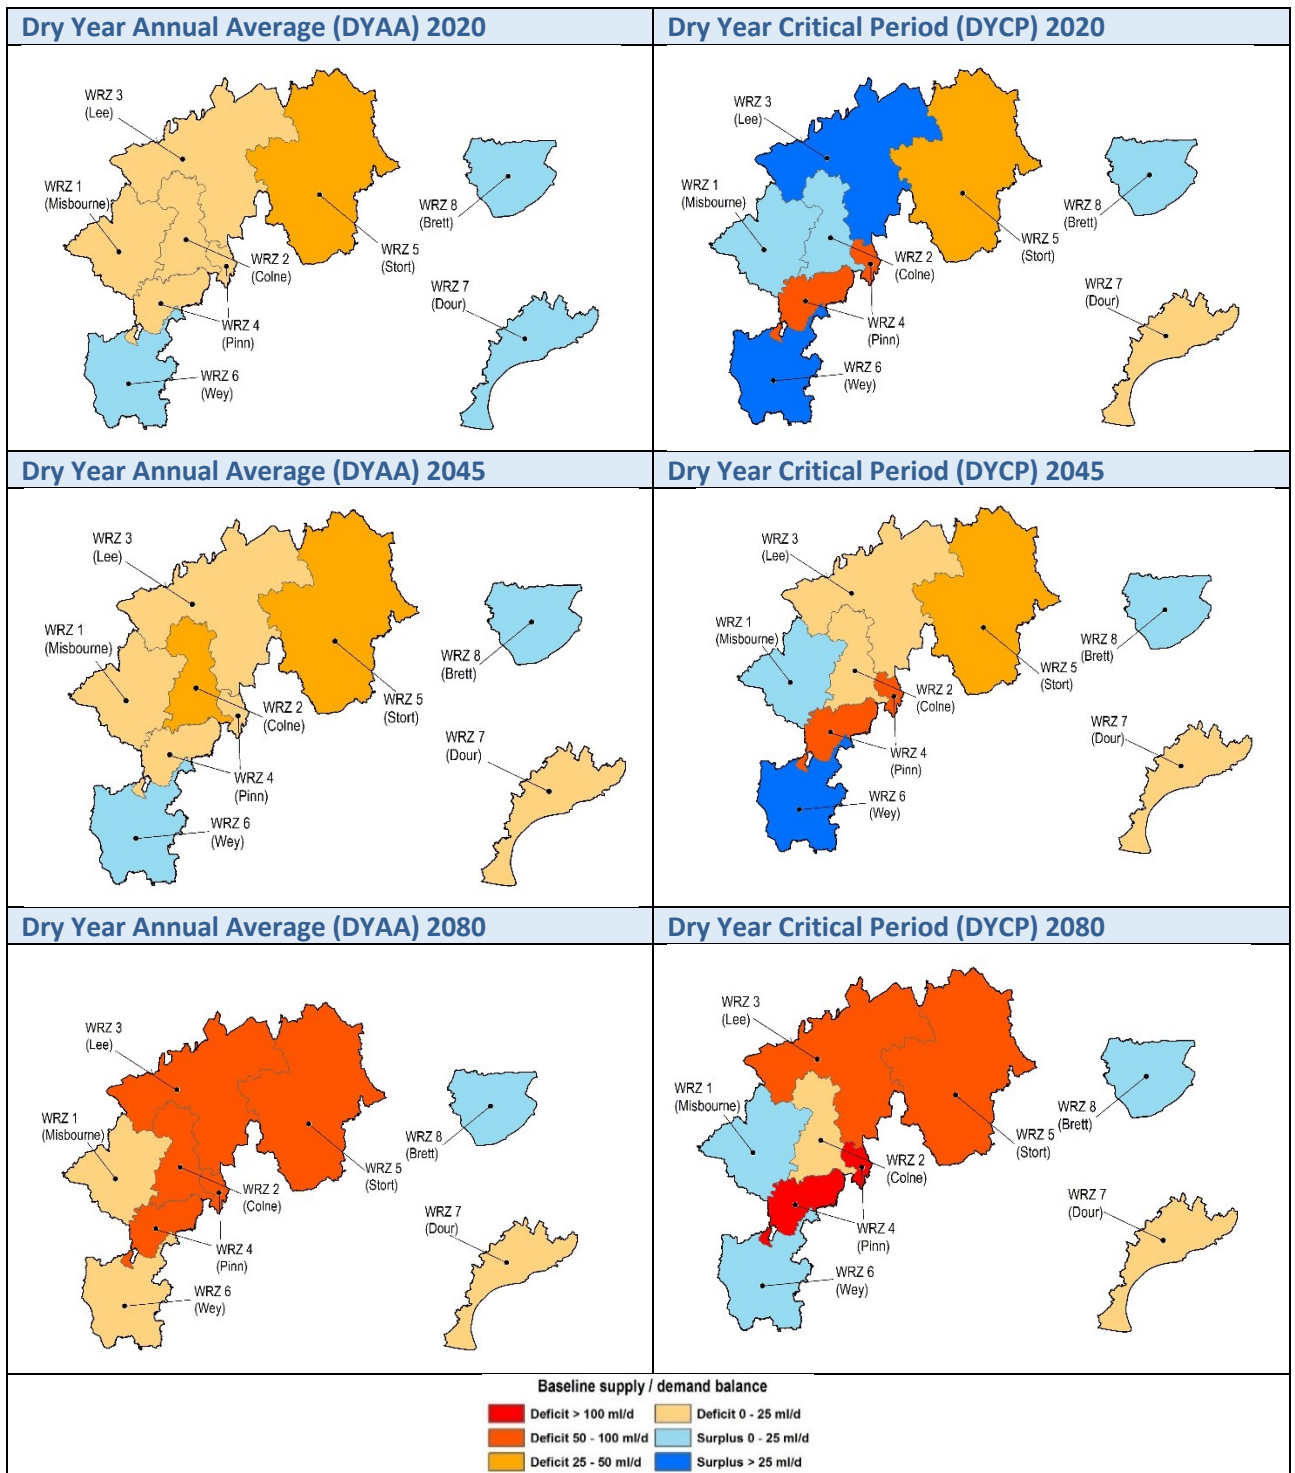 Dry Year Annual Average (DYAA) 2020
WRZ 3
(Lee)
WRZ 1
(Misbourne)
WRZ 8
(Brett)
WRZ 5
(Stort)
WRZ 2
(Colne)
WRZ 7
(Dour)
WRZ 4
(Pinn)
WRZ 6
(Wey)
Dry Year Critical Period (DYCP) 2020
WRZ 3
(Lee)
WRZ 1
(Misbourne)
WRZ 8
(Brett)
WRZ 5
(Stort)
WRZ 2
(Colne)
WRZ 7
(Dour)
WRZ 4
(Pinn)
WRZ 6
(Wey)
Dry Year Annual Average (DYAA) 2045
WRZ 3
(Lee)
WRZ 1
(Misbourne)
WRZ 8
(Brett)
WRZ 5
(Stort)
WRZ 2
(Colne)
WRZ 7
(Dour)
WRZ 4
(Pinn)
WRZ 6
(Wey)
Dry Year Critical Period (DYCP) 2045
WRZ 3
(Lee)
WRZ 1
(Misbourne)
WRZ 8
(Brett)
WRZ 5
(Stort)
WRZ 2
(Colne)
WRZ 7
(Dour)
WRZ 4
(Pinn)
WRZ 6
(Wey)
Dry Year Annual Average (DYAA) 2080
WRZ 3
(Lee)
WRZ 1
(Misbourne)
WRZ 8
(Brett)
WRZ 5
(Stort)
WRZ 2
(Colne)
WRZ 7
(Dour)
WRZ 4
(Pinn)
WRZ 6
(Wey)
Dry Year Critical Period (DYCP) 2080
WRZ 3
(Lee)
WRZ 1
(Misbourne)
WRZ 8
(Brett)
WRZ 5
(Stort)
WRZ 2
(Colne)
WRZ 7
(Dour)
WRZ 4
(Pinn)
WRZ 6
(Wey)
Baseline supply / demand balance
Deficit > 100 ml/d
Deficit 0 - 25 ml/d
Deficit 50 - 100 ml/d
Surplus 0 - 25 ml/d
Deficit 25 - 50 ml/d
Surplus > 25 ml/d